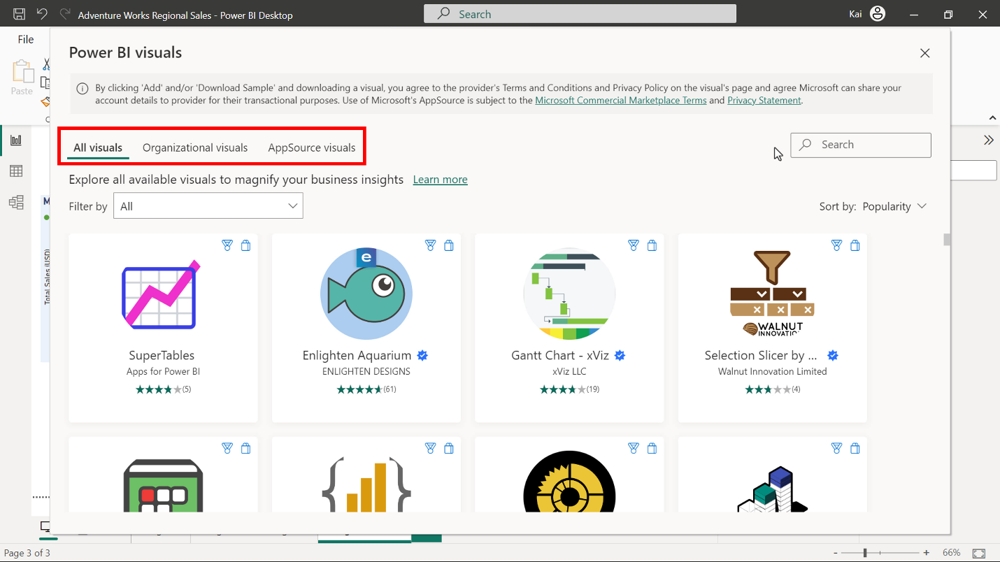 Adventure Works Regional Sales - Power BI Desktop
Search
Kai
File
Paste
Power BI visuals
By clicking 'Add' and/or 'Download Sample' and downloading a visual, you agree to the provider's Terms and Conditions and Privacy Policy on the visual's page and agree Microsoft can share your
account details to provider for their transactional purposes. Use of Microsoft's AppSource is subject to the Microsoft Commercial Marketplace Terms and Privacy Statement.
All visuals
Organizational visuals
AppSource visuals
Search
Explore all available visuals to magnify your business insights Learn more
Filter by
All
Sort by: Popularity
Total Sales (USD)
e
WALNUT
SuperTables
Apps for Power BI
(5)
Enlighten Aquarium
ENLIGHTEN DESIGNS
(61)
Gantt Chart - xViz
xViz LLC
(19)
Selection Slicer by ...
Walnut Innovation Limited
(4)
Page 3 of 3
- + 66%